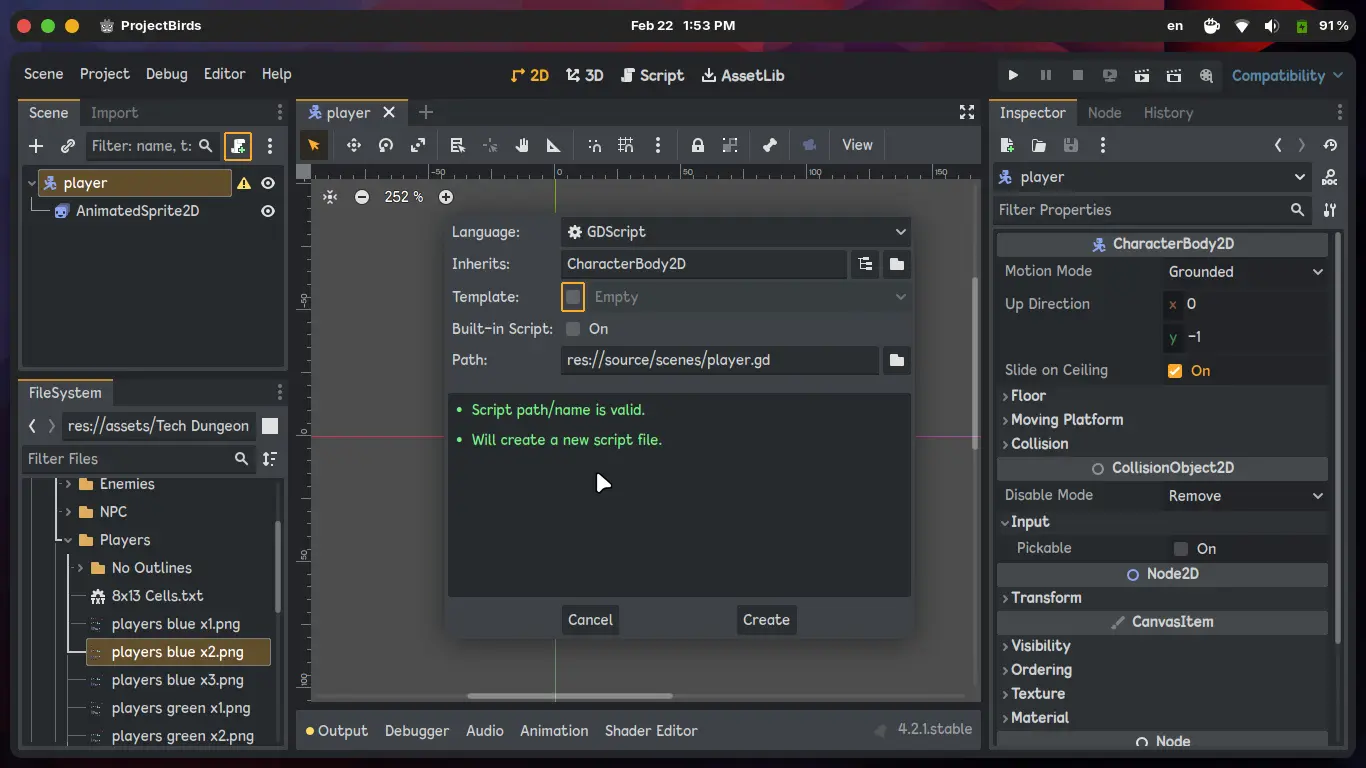 ProjectBirds
Feb 22 1:53 PM
en
91 %
Scene Project Debug Editor Help
2D 3D Script AssetLib
Compatibility
Scene Import
Filter: name, t:
player
AnimatedSprite2D
FileSystem
res://assets/Tech Dungeon
Filter Files
Enemies
NPC
Players
No Outlines
8x13 Cells.txt
players blue x1.png
players blue x2.png
players blue x3.png
players green x1.png
players green x2.png
player
View
-50 0 50 100 150
-50
0
50
100
252 %
Language: GDScript
Inherits: CharacterBody2D
Template: Empty
Built-in Script: On
Path: res://source/scenes/player.gd
• Script path/name is valid.
• Will create a new script file.
Cancel Create
Output Debugger Audio Animation Shader Editor
4.2.1.stable
Inspector Node History
player
DOC
Filter Properties
CharacterBody2D
Motion Mode Grounded
Up Direction x 0
y -1
Slide on Ceiling On
Floor
Moving Platform
Collision
CollisionObject2D
Disable Mode Remove
Input
Pickable On
Node2D
Transform
CanvasItem
Visibility
Ordering
Texture
Material
Node